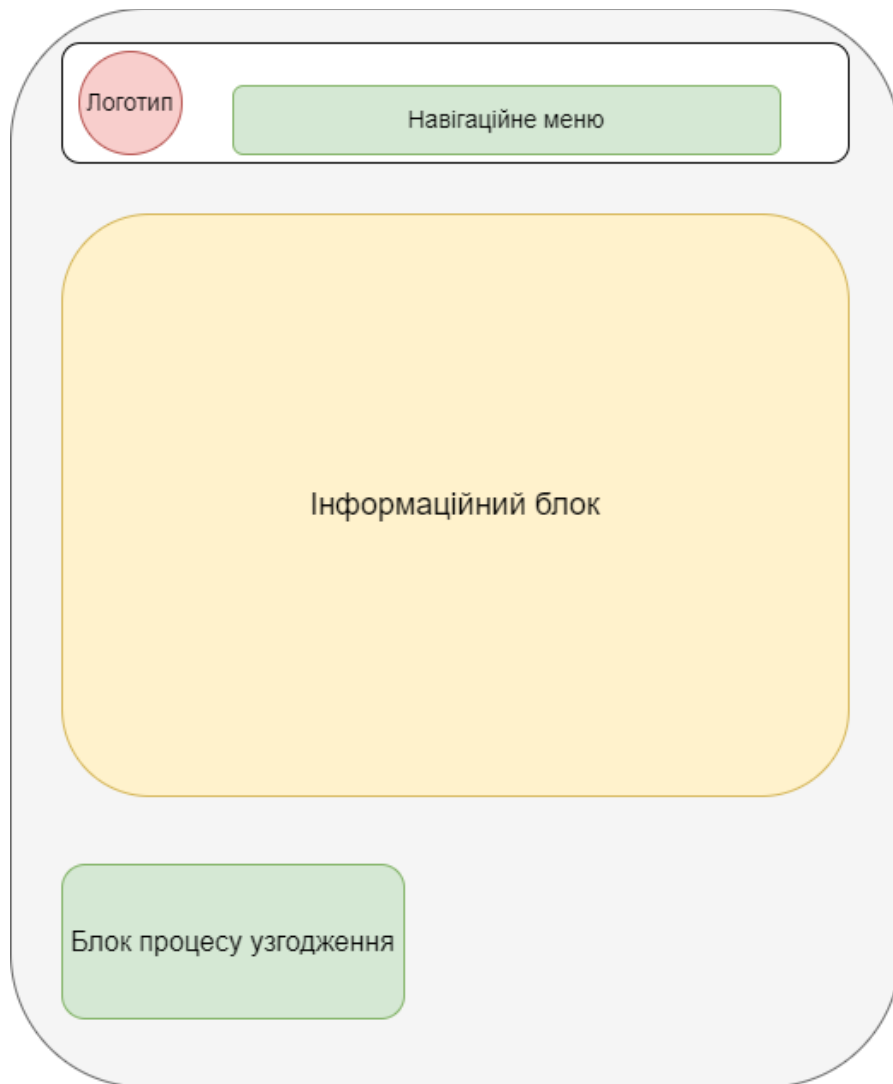 Логотип
Навігаційне меню
Інформаційний блок
Блок процесу узгодження